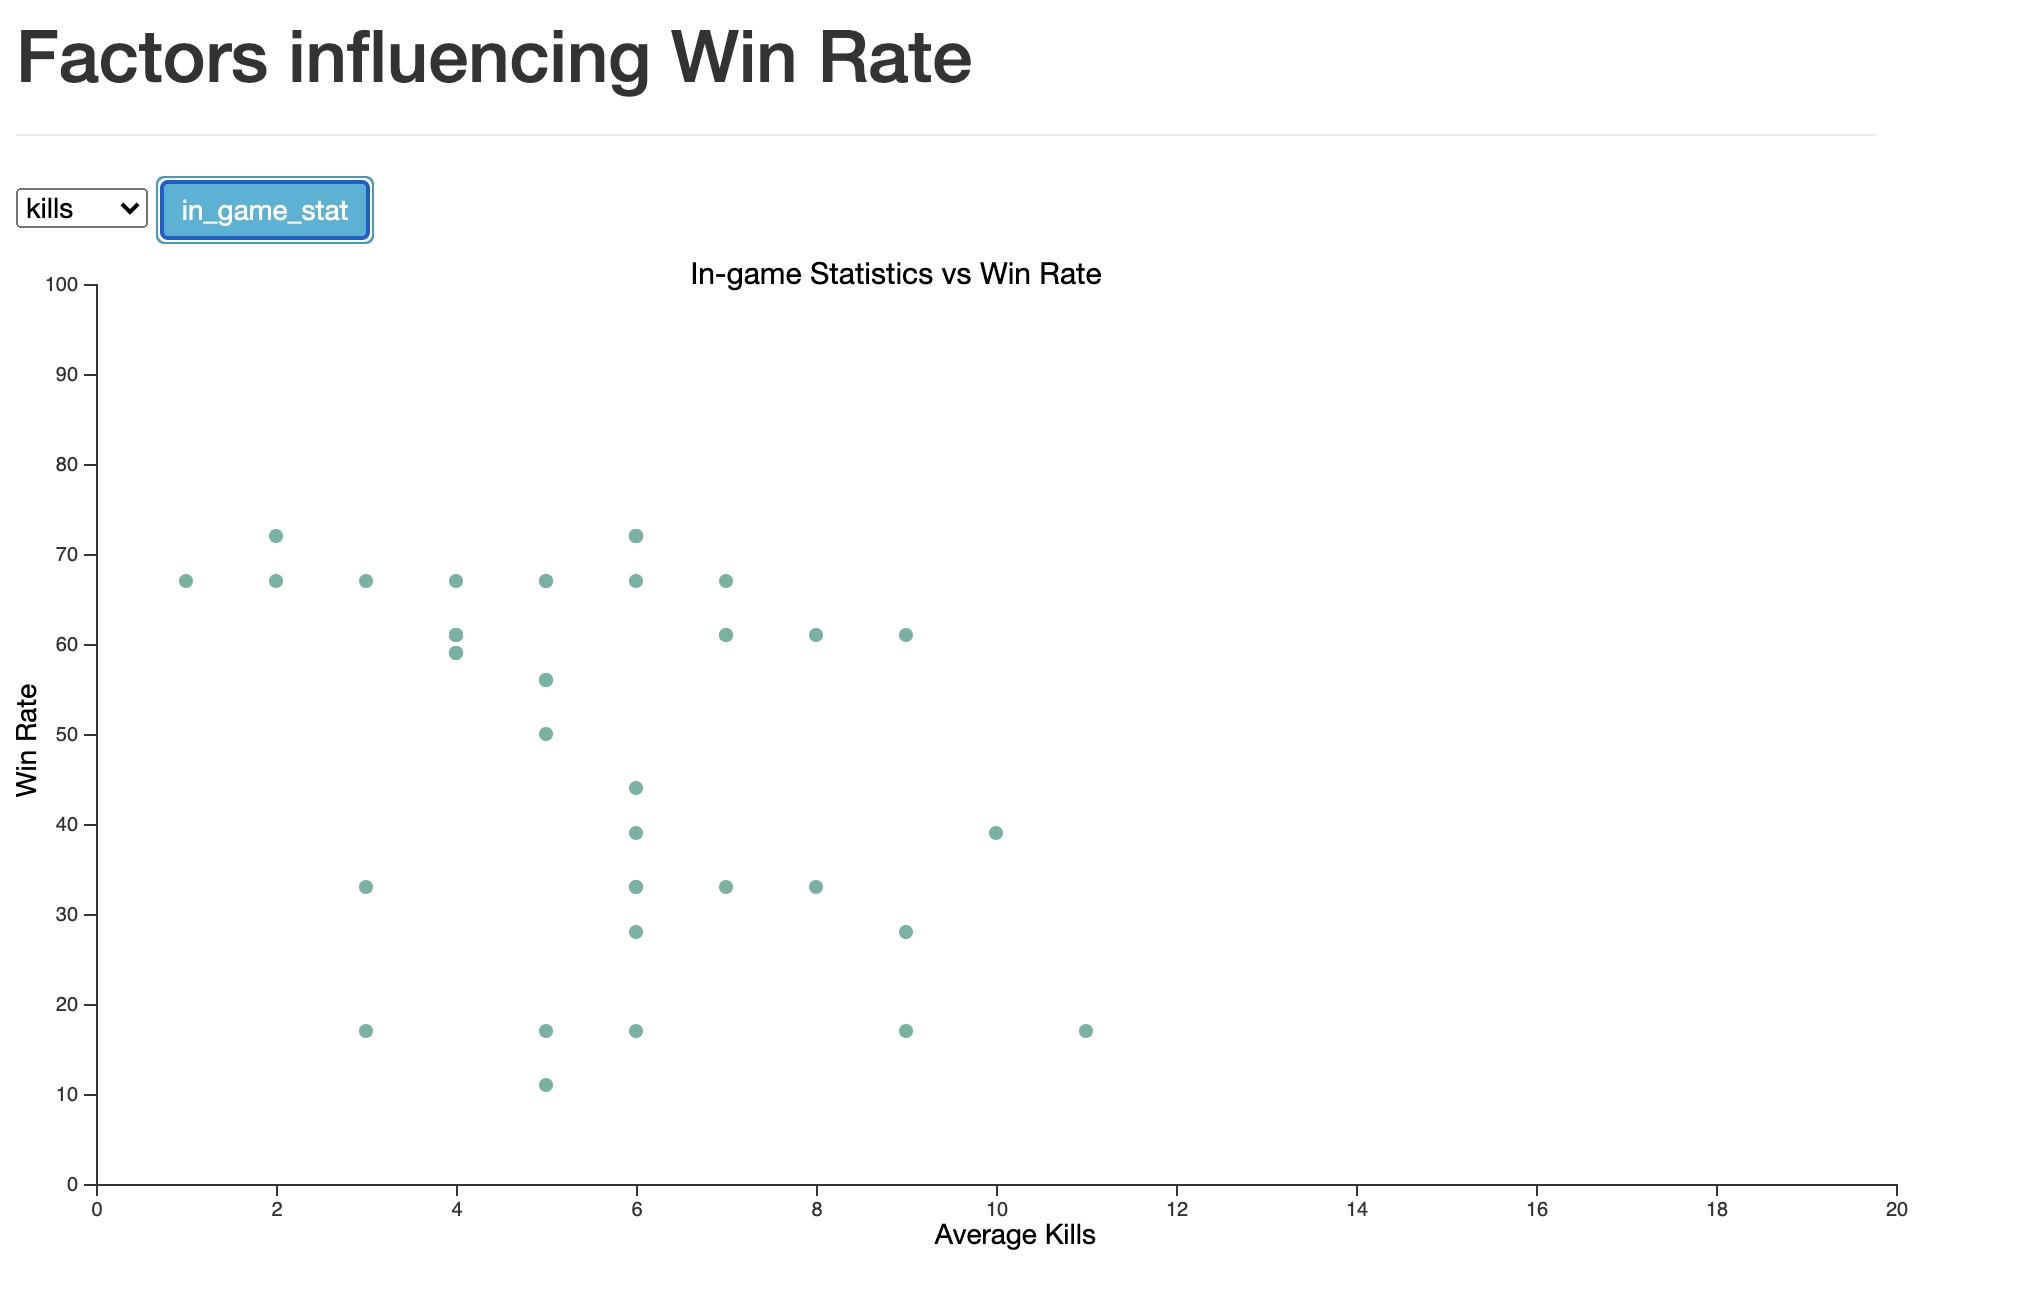 Factors influencing Win Rate
kills in_game_stat
In-game Statistics vs Win Rate
100
90
80
70
60
50
40
30
20
10
0
Win Rate
0 2 4 6 8 10 12 14 16 18 20
Average Kills